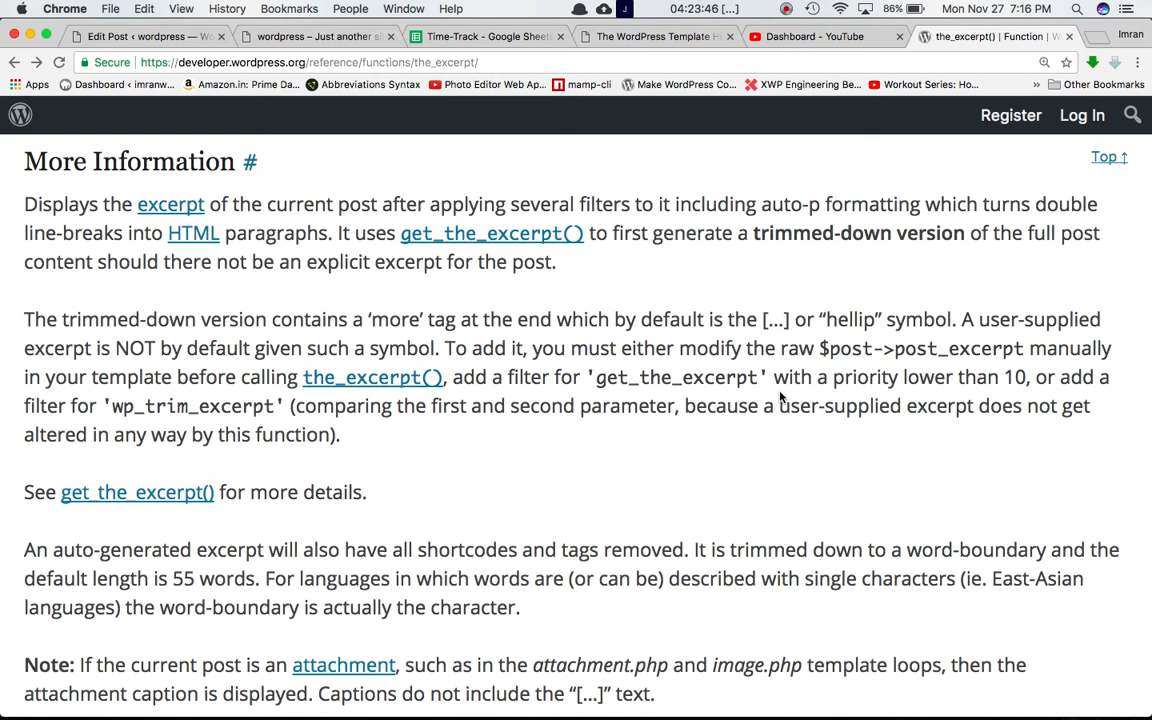 Chrome File Edit View History Bookmarks People Window Help 04:23:46 [...] 86% Mon Nov 27 7:16 PM
Edit Post ‹ wordpress — Wo × wordpress – Just another si × Time-Track - Google Sheets × The WordPress Template Hi × Dashboard - YouTube × the_excerpt() | Function | W × Imran
Secure https://developer.wordpress.org/reference/functions/the_excerpt/
Apps Dashboard ‹ imranw... Amazon.in: Prime Da... Abbreviations Syntax Photo Editor Web Ap... mamp-cli Make WordPress Co... XWP Engineering Be... Workout Series: Ho... » Other Bookmarks
Register Log In
More Information #
Top ↑
Displays the excerpt of the current post after applying several filters to it including auto-p formatting which turns double
line-breaks into HTML paragraphs. It uses get_the_excerpt() to first generate a trimmed-down version of the full post
content should there not be an explicit excerpt for the post.
The trimmed-down version contains a ‘more’ tag at the end which by default is the […] or “hellip” symbol. A user-supplied
excerpt is NOT by default given such a symbol. To add it, you must either modify the raw $post->post_excerpt manually
in your template before calling the_excerpt(), add a filter for 'get_the_excerpt' with a priority lower than 10, or add a
filter for 'wp_trim_excerpt' (comparing the first and second parameter, because a user-supplied excerpt does not get
altered in any way by this function).
See get_the_excerpt() for more details.
An auto-generated excerpt will also have all shortcodes and tags removed. It is trimmed down to a word-boundary and the
default length is 55 words. For languages in which words are (or can be) described with single characters (ie. East-Asian
languages) the word-boundary is actually the character.
Note: If the current post is an attachment, such as in the attachment.php and image.php template loops, then the
attachment caption is displayed. Captions do not include the “[…]” text.